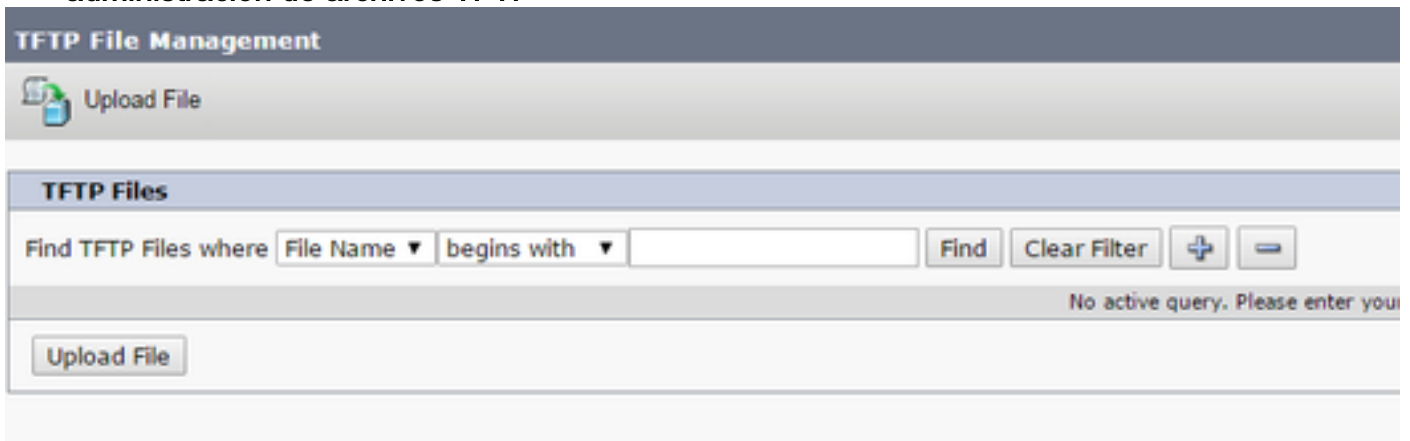 TFTP File Management
Upload File
TFTP Files
Find TFTP Files where File Name ▼ begins with ▼ Find Clear Filter
No active query. Please enter your
Upload File